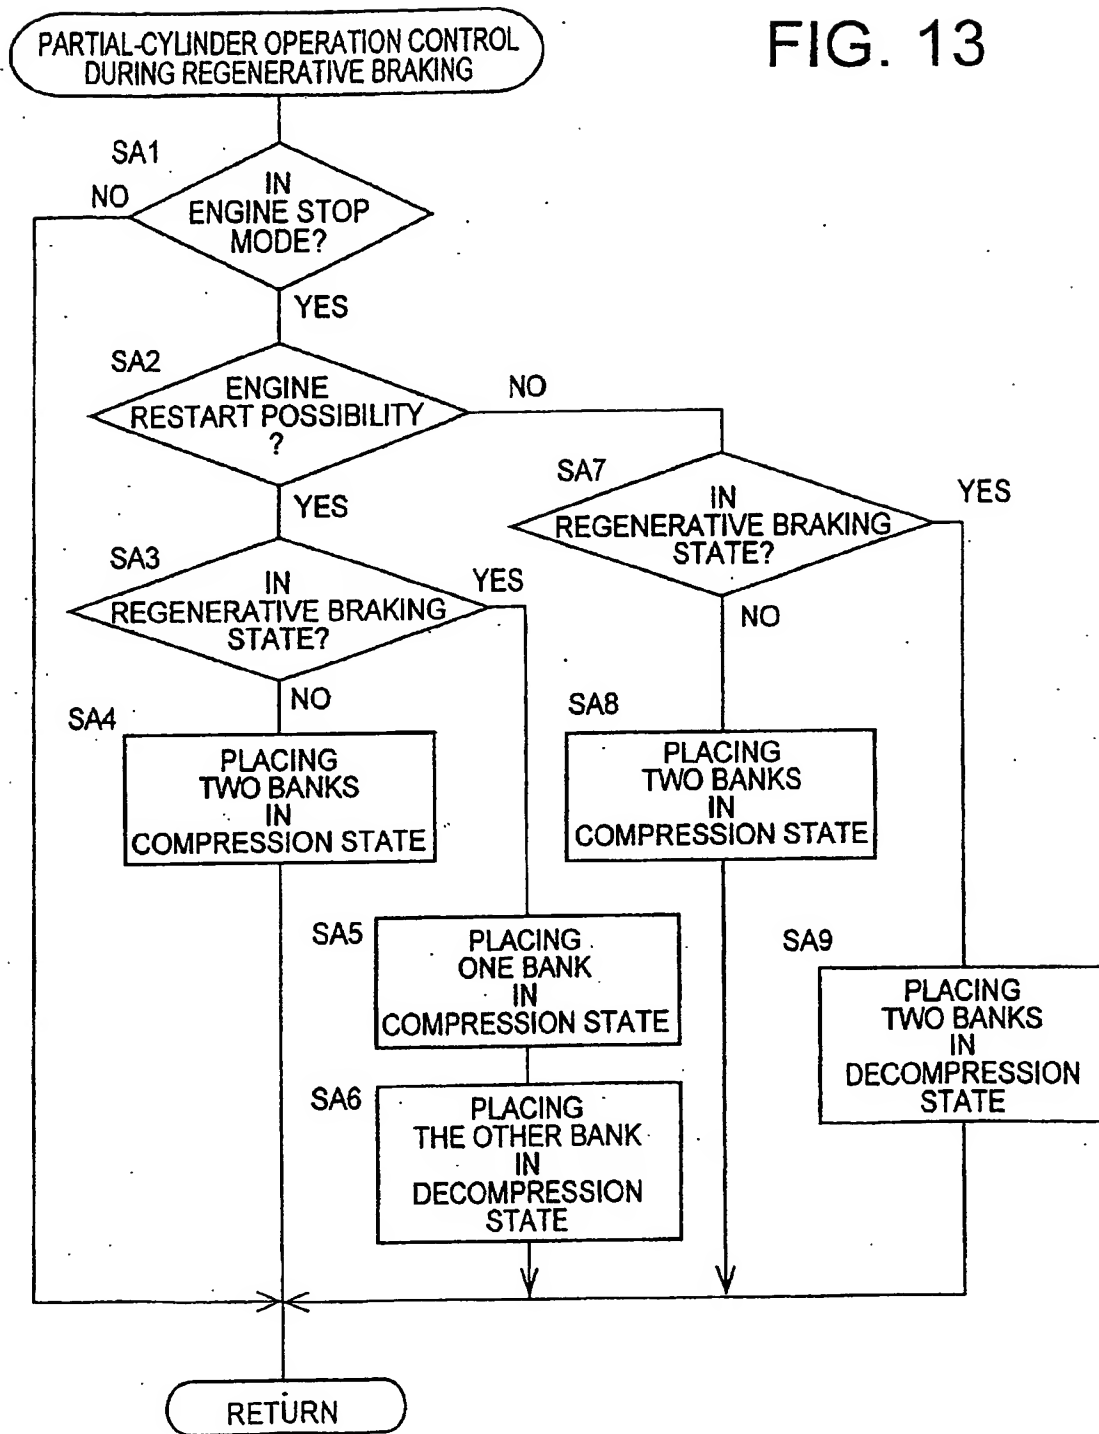 FIG. 13
PARTIAL-CYLINDER OPERATION CONTROL
DURING REGENERATIVE BRAKING
SA1
NO
IN
ENGINE STOP
MODE?
YES
SA2
ENGINE
RESTART POSSIBILITY
?
NO
YES
SA7
IN
REGENERATIVE BRAKING
STATE?
YES
NO
SA3
IN
REGENERATIVE BRAKING
STATE?
YES
NO
SA4
PLACING
TWO BANKS
IN
COMPRESSION STATE
SA8
PLACING
TWO BANKS
IN
COMPRESSION STATE
SA5
PLACING
ONE BANK
IN
COMPRESSION STATE
SA9
PLACING
TWO BANKS
IN
DECOMPRESSION
STATE
SA6
PLACING
THE OTHER BANK
IN
DECOMPRESSION
STATE
RETURN